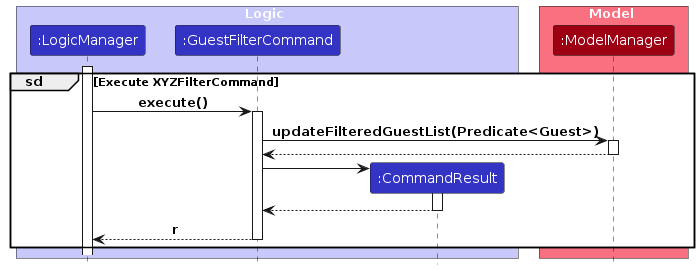 Logic
Model
:LogicManager
:GuestFilterCommand
:ModelManager
sd
[Execute XYZFilterCommand]
execute()
updateFilteredGuestList(Predicate<Guest>)
:CommandResult
r